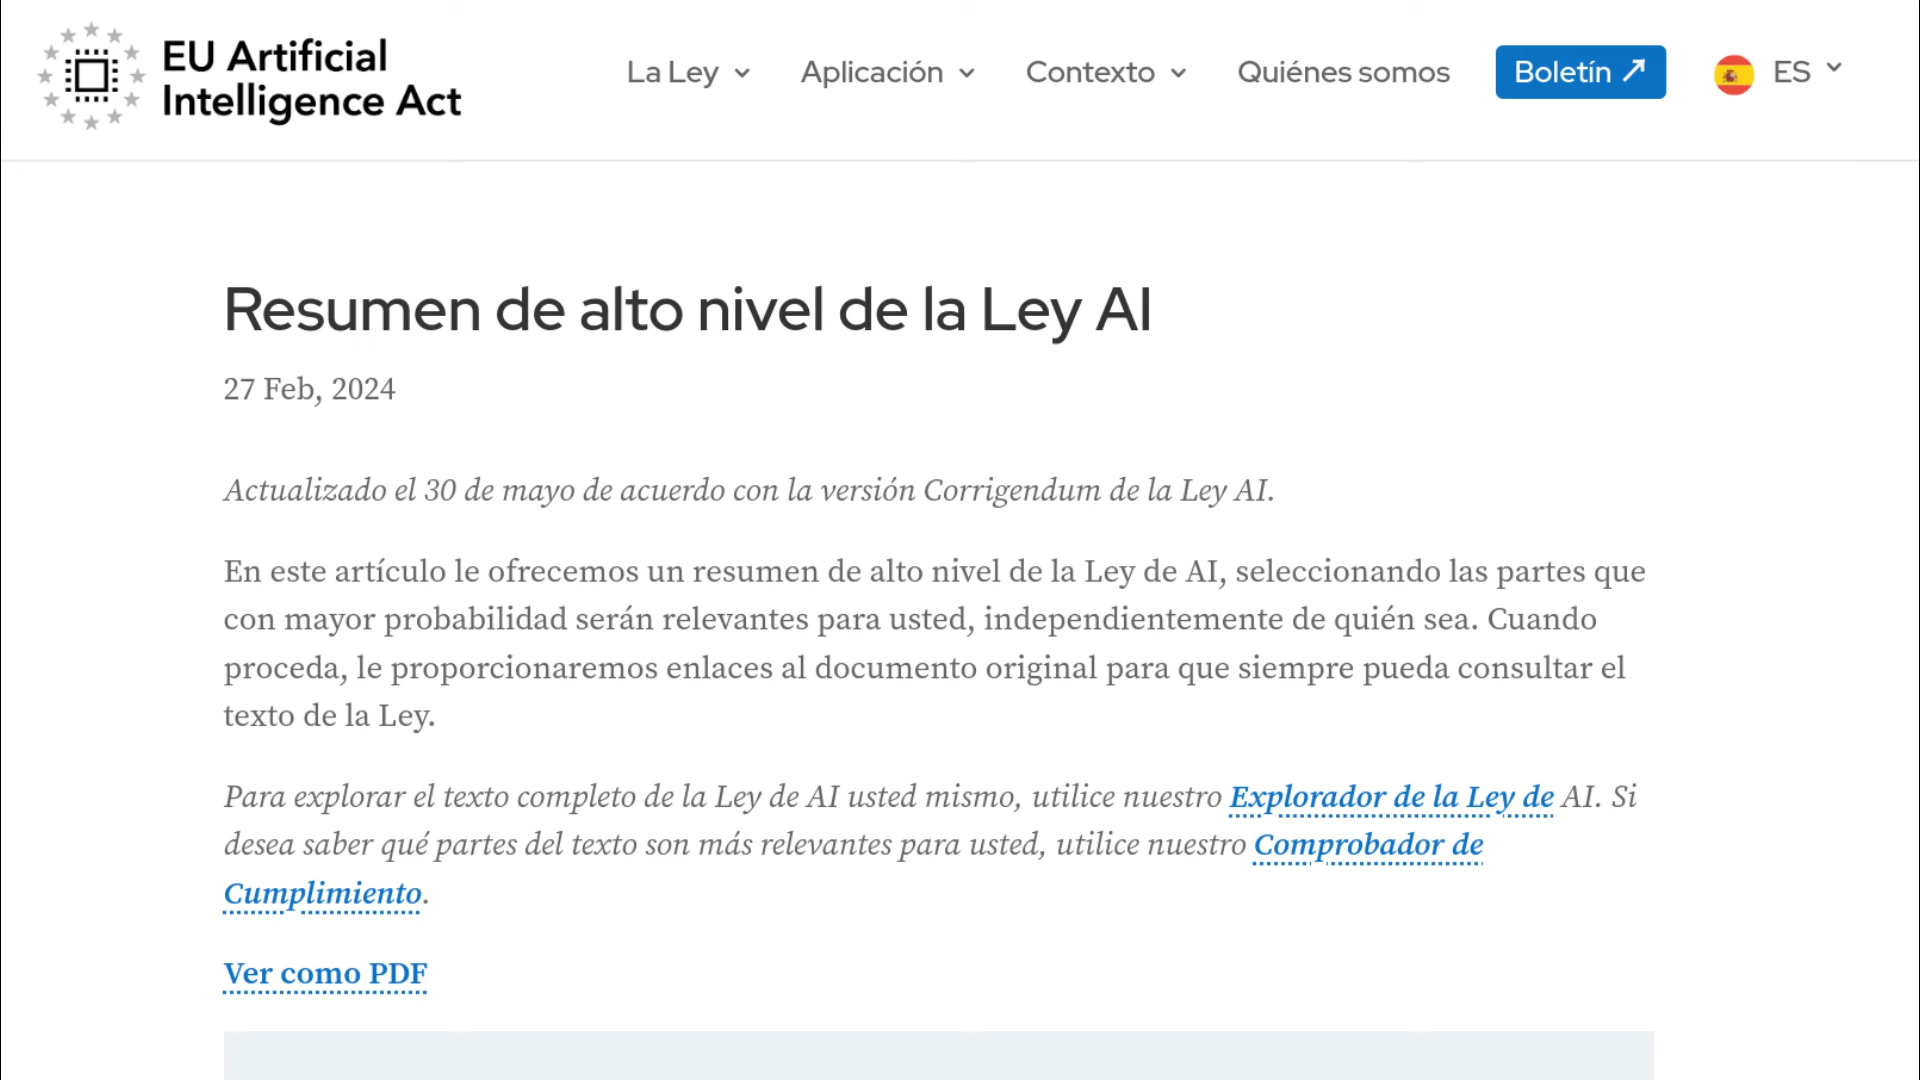 EU Artificial
Intelligence Act
La Ley
Aplicación
Contexto
Quiénes somos
Boletín
ES
Resumen de alto nivel de la Ley AI
27 Feb, 2024
Actualizado el 30 de mayo de acuerdo con la versión Corrigendum de la Ley AI.
En este artículo le ofrecemos un resumen de alto nivel de la Ley de AI, seleccionando las partes que
con mayor probabilidad serán relevantes para usted, independientemente de quién sea. Cuando
proceda, le proporcionaremos enlaces al documento original para que siempre pueda consultar el
texto de la Ley.
Para explorar el texto completo de la Ley de AI usted mismo, utilice nuestro Explorador de la Ley de AI. Si
desea saber qué partes del texto son más relevantes para usted, utilice nuestro Comprobador de
Cumplimiento.
Ver como PDF